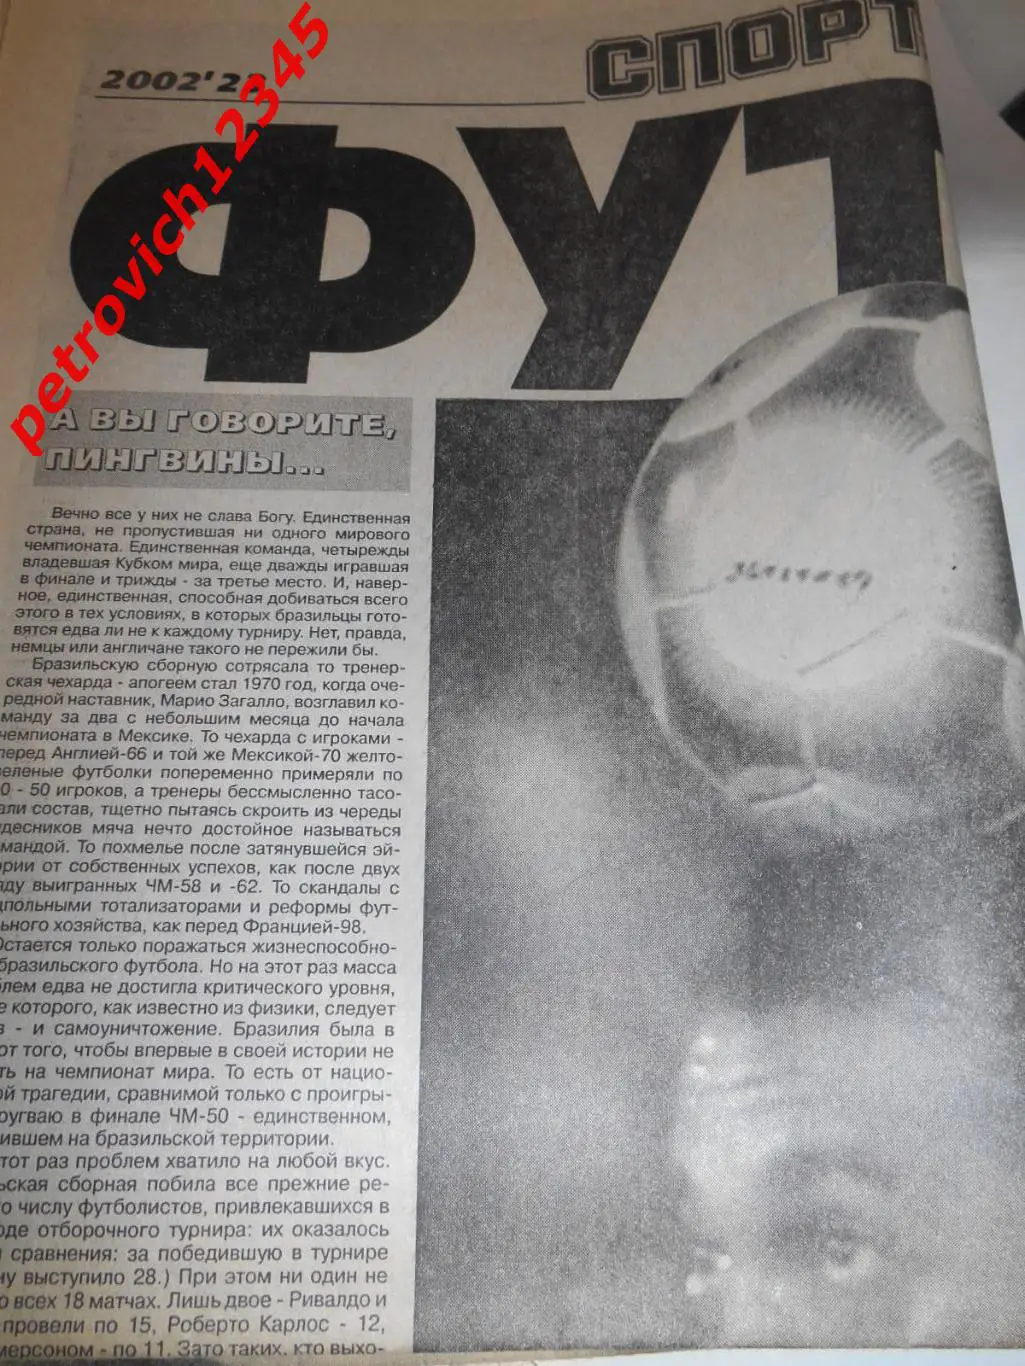 2002'22
СПОРТ
ФУТ
petrovich12345
А ВЫ ГОВОРИТЕ,
ПИНГВИНЫ...
Вечно все у них не слава Богу. Единственная
страна, не пропустившая ни одного мирового
чемпионата. Единственная команда, четырежды
владевшая Кубком мира, еще дважды игравшая
в финале и трижды - за третье место. И, навер-
ное, единственная, способная добиваться всего
этого в тех условиях, в которых бразильцы гото-
вятся едва ли не к каждому турниру. Нет, правда,
немцы или англичане такого не пережили бы.
Бразильскую сборную сотрясала то тренер-
ская чехарда - апогеем стал 1970 год, когда оче-
редной наставник, Марио Загалло, возглавил ко-
манду за два с небольшим месяца до начала
чемпионата в Мексике. То чехарда с игроками -
перед Англией-66 и той же Мексикой-70 желто-
зеленые футболки попеременно примеряли по
0 - 50 игроков, а тренеры бессмысленно тасо-
али состав, тщетно пытаясь скроить из череды
удесников мяча нечто достойное называться
мандой. То похмелье после затянувшейся эй-
ории от собственных успехов, как после двух
яду выигранных ЧМ-58 и -62. То скандалы с
дпольными тотализаторами и реформы фут-
льного хозяйства, как перед Францией-98.
Остается только поражаться жизнеспособно-
бразильского футбола. Но на этот раз масса
блем едва не достигла критического уровня,
е которого, как известно из физики, следует
в - и самоуничтожение. Бразилия была в
от того, чтобы впервые в своей истории не
ть на чемпионат мира. То есть от нацио-
ой трагедии, сравнимой только с проигры-
ругваю в финале ЧМ-50 - единственном,
ившем на бразильской территории.
тот раз проблем хватило на любой вкус.
ьская сборная побила все прежние ре-
о числу футболистов, привлекавшихся в
оде отборочного турнира: их оказалось
я сравнения: за победившую в турнире
ну выступило 28.) При этом ни один не
о всех 18 матчах. Лишь двое - Ривалдо и
провели по 15, Роберто Карлос - 12,
мерсоном - по 11. Зато таких, кто выхо-